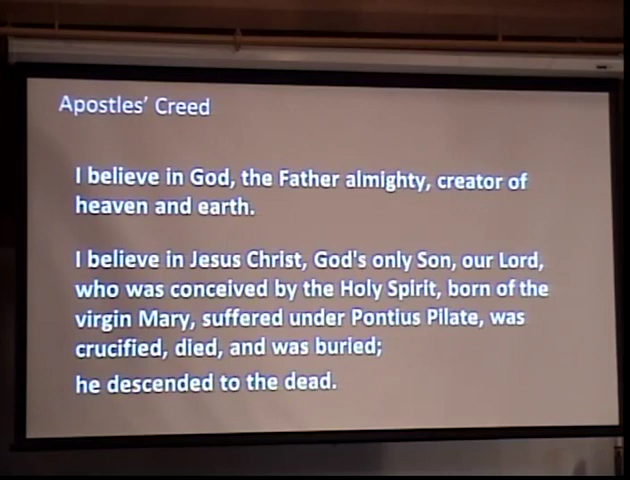 Apostles' Creed
I believe in God, the Father almighty, creator of
heaven and earth.
I believe in Jesus Christ, God's only Son, our Lord,
who was conceived by the Holy Spirit, born of the
virgin Mary, suffered under Pontius Pilate, was
crucified, died, and was buried;
he descended to the dead.